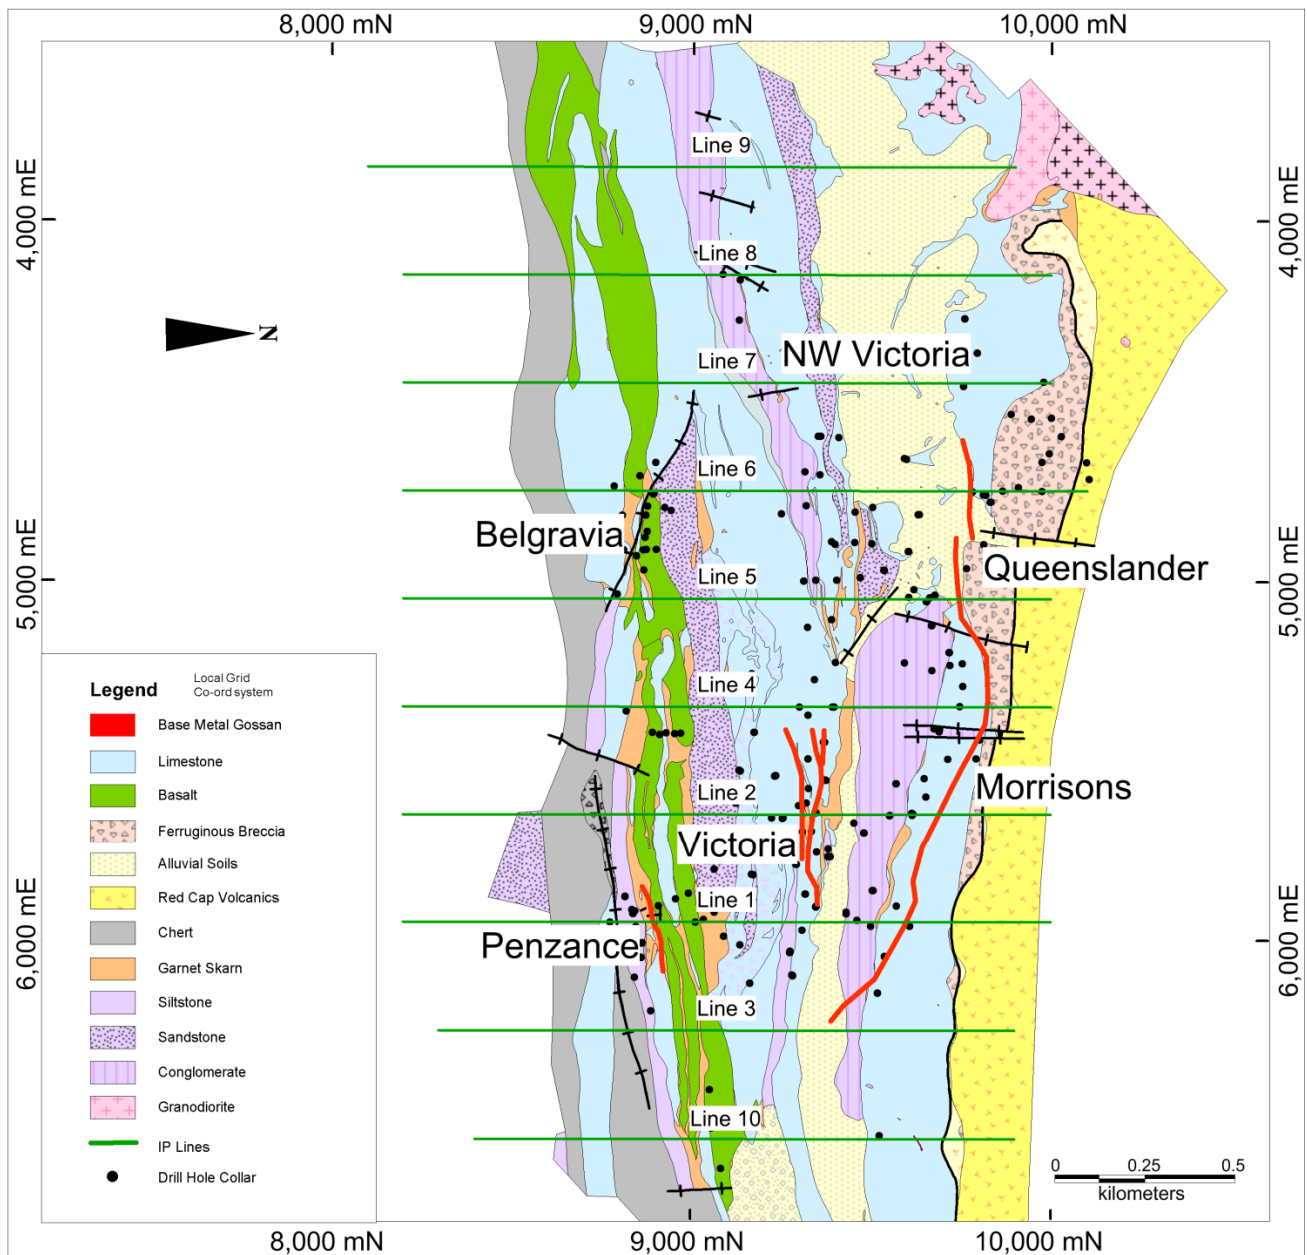 8,000 mN
9,000 mN
10,000 mN
4,000 mE
4,000 mE
5,000 mE
5,000 mE
6,000 mE
6,000 mE
N
Line 9
Line 8
NW Victoria
Line 7
Line 6
Belgravia
Queenslander
Line 5
Line 4
Morrisons
Line 2
Victoria
Line 1
Penzance
Line 3
Line 10
Legend
Local Grid
Co-ord system
Base Metal Gossan
Limestone
Basalt
Ferruginous Breccia
Alluvial Soils
Red Cap Volcanics
Chert
Garnet Skarn
Siltstone
Sandstone
Conglomerate
Granodiorite
IP Lines
Drill Hole Collar
0 0.25 0.5
kilometers
8,000 mN
9,000 mN
10,000 mN